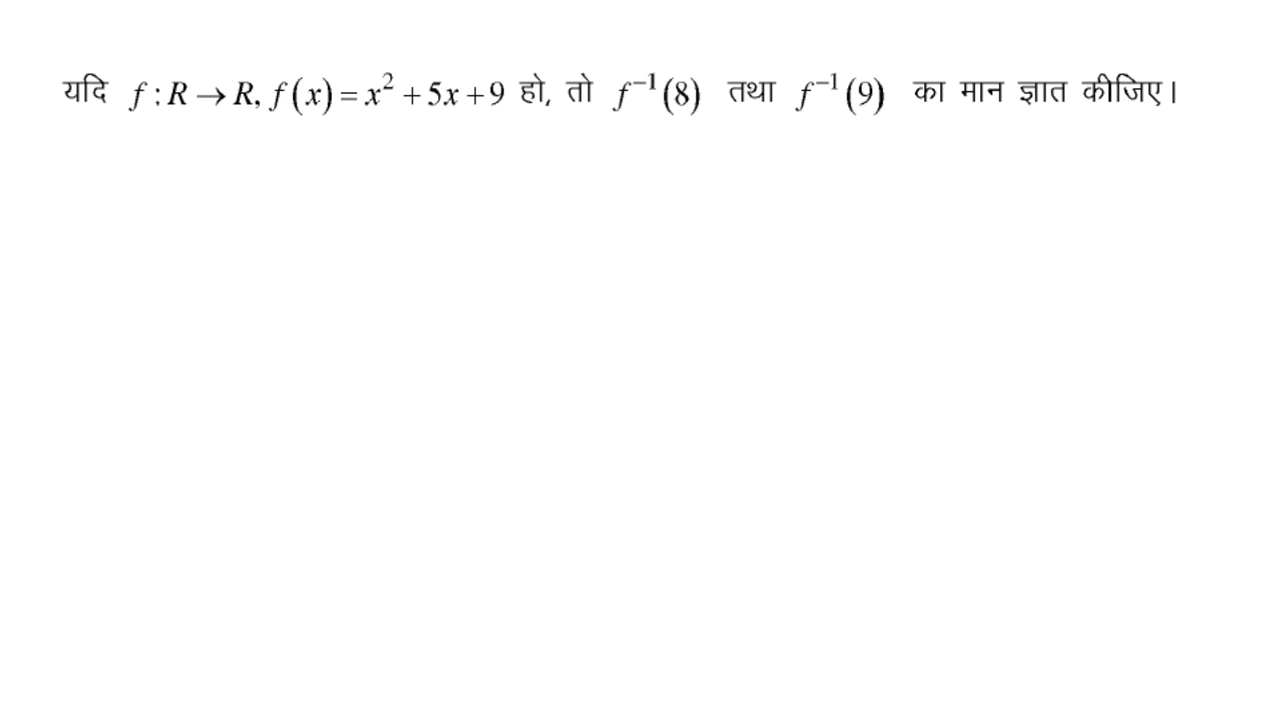 यदि f : R → R, f(x) = x² + 5x + 9 हो, तो f⁻¹(8) तथा f⁻¹(9) का मान ज्ञात कीजिए।